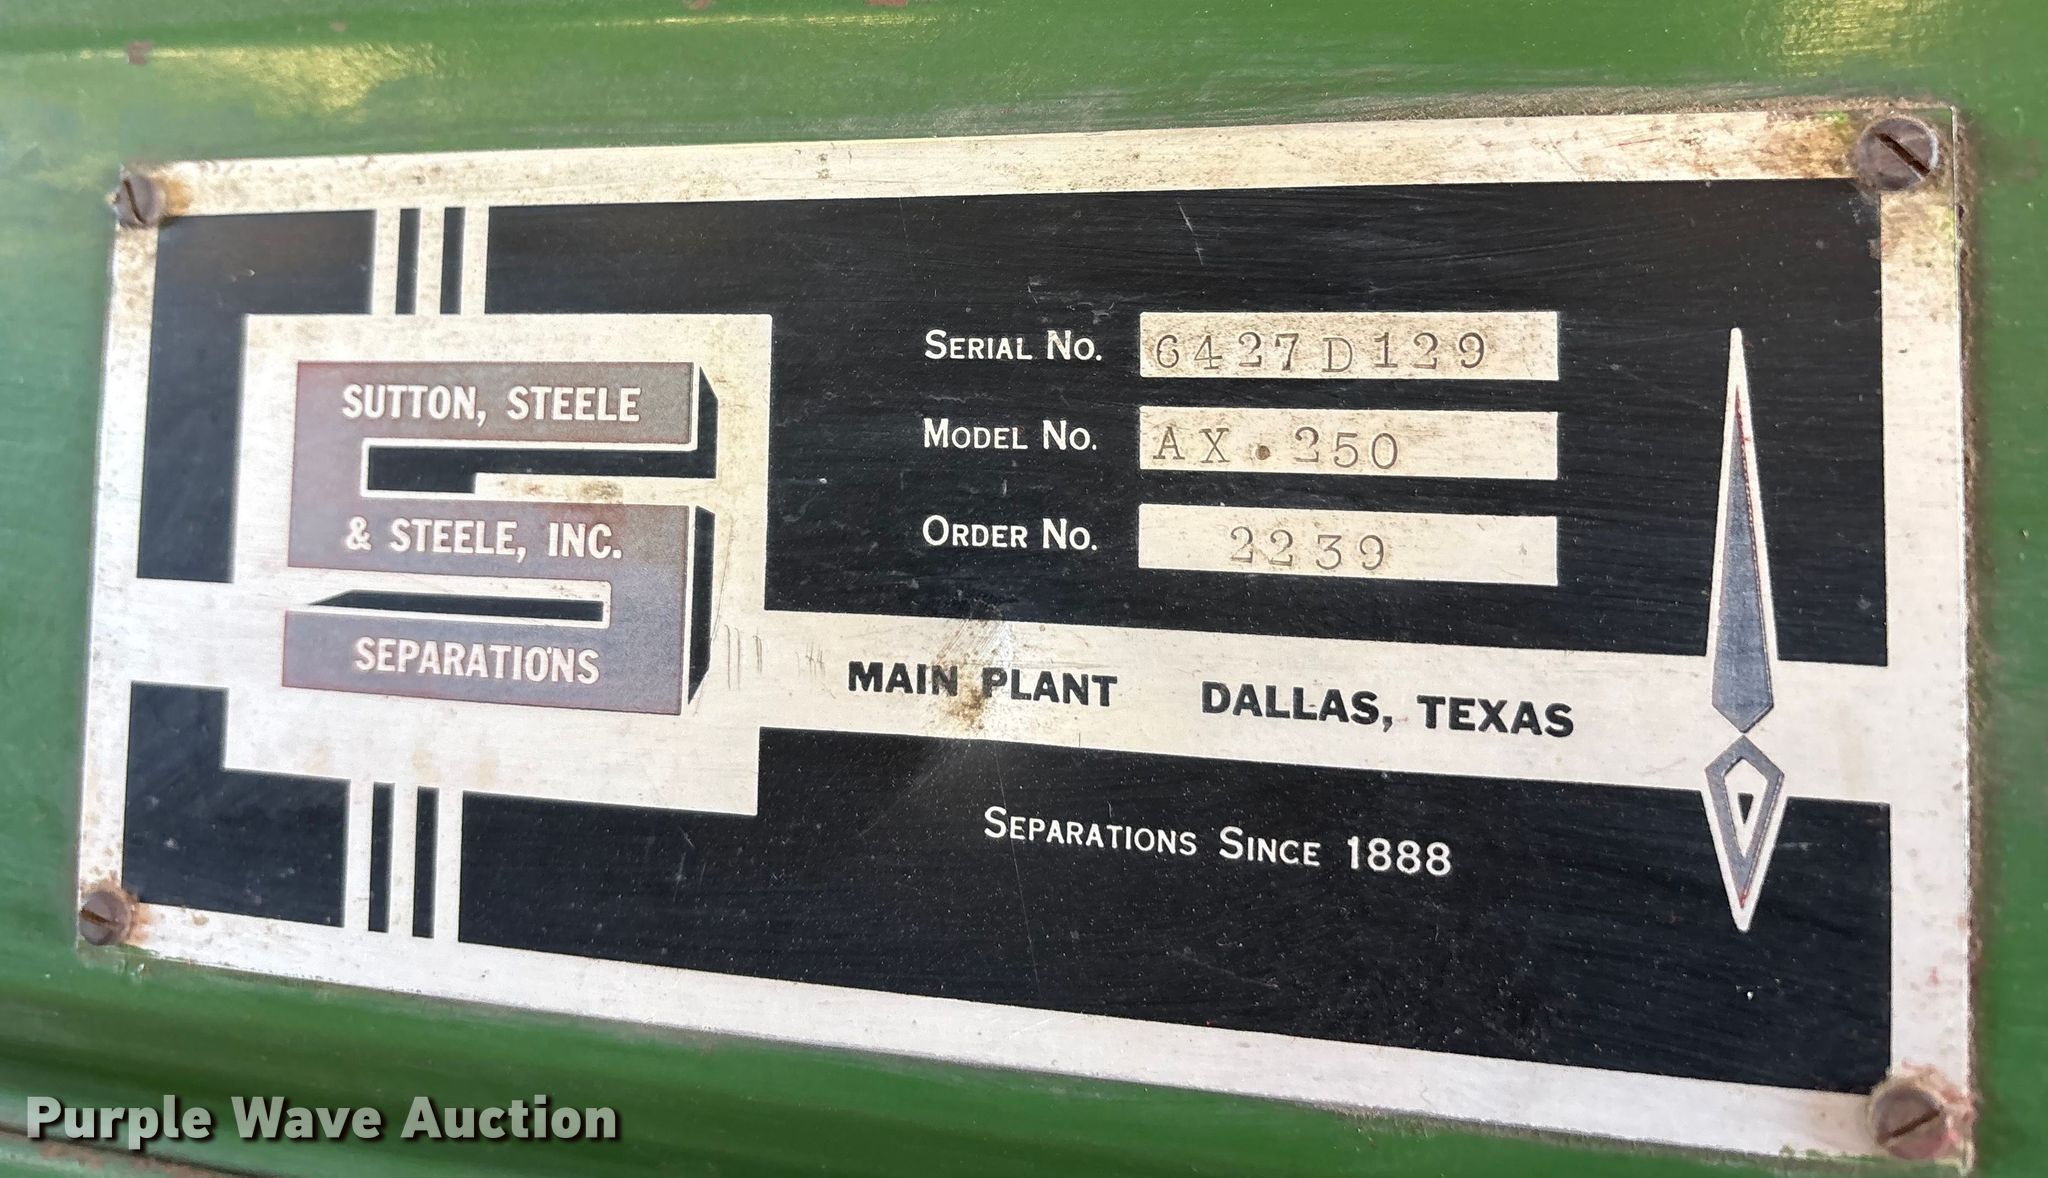 SUTTON, STEELE
& STEELE, INC.
SEPARATIONS
SERIAL NO. 6427D129
MODEL NO. AX.250
ORDER NO. 2239
MAIN PLANT DALLAS, TEXAS
SEPARATIONS SINCE 1888
Purple Wave Auction